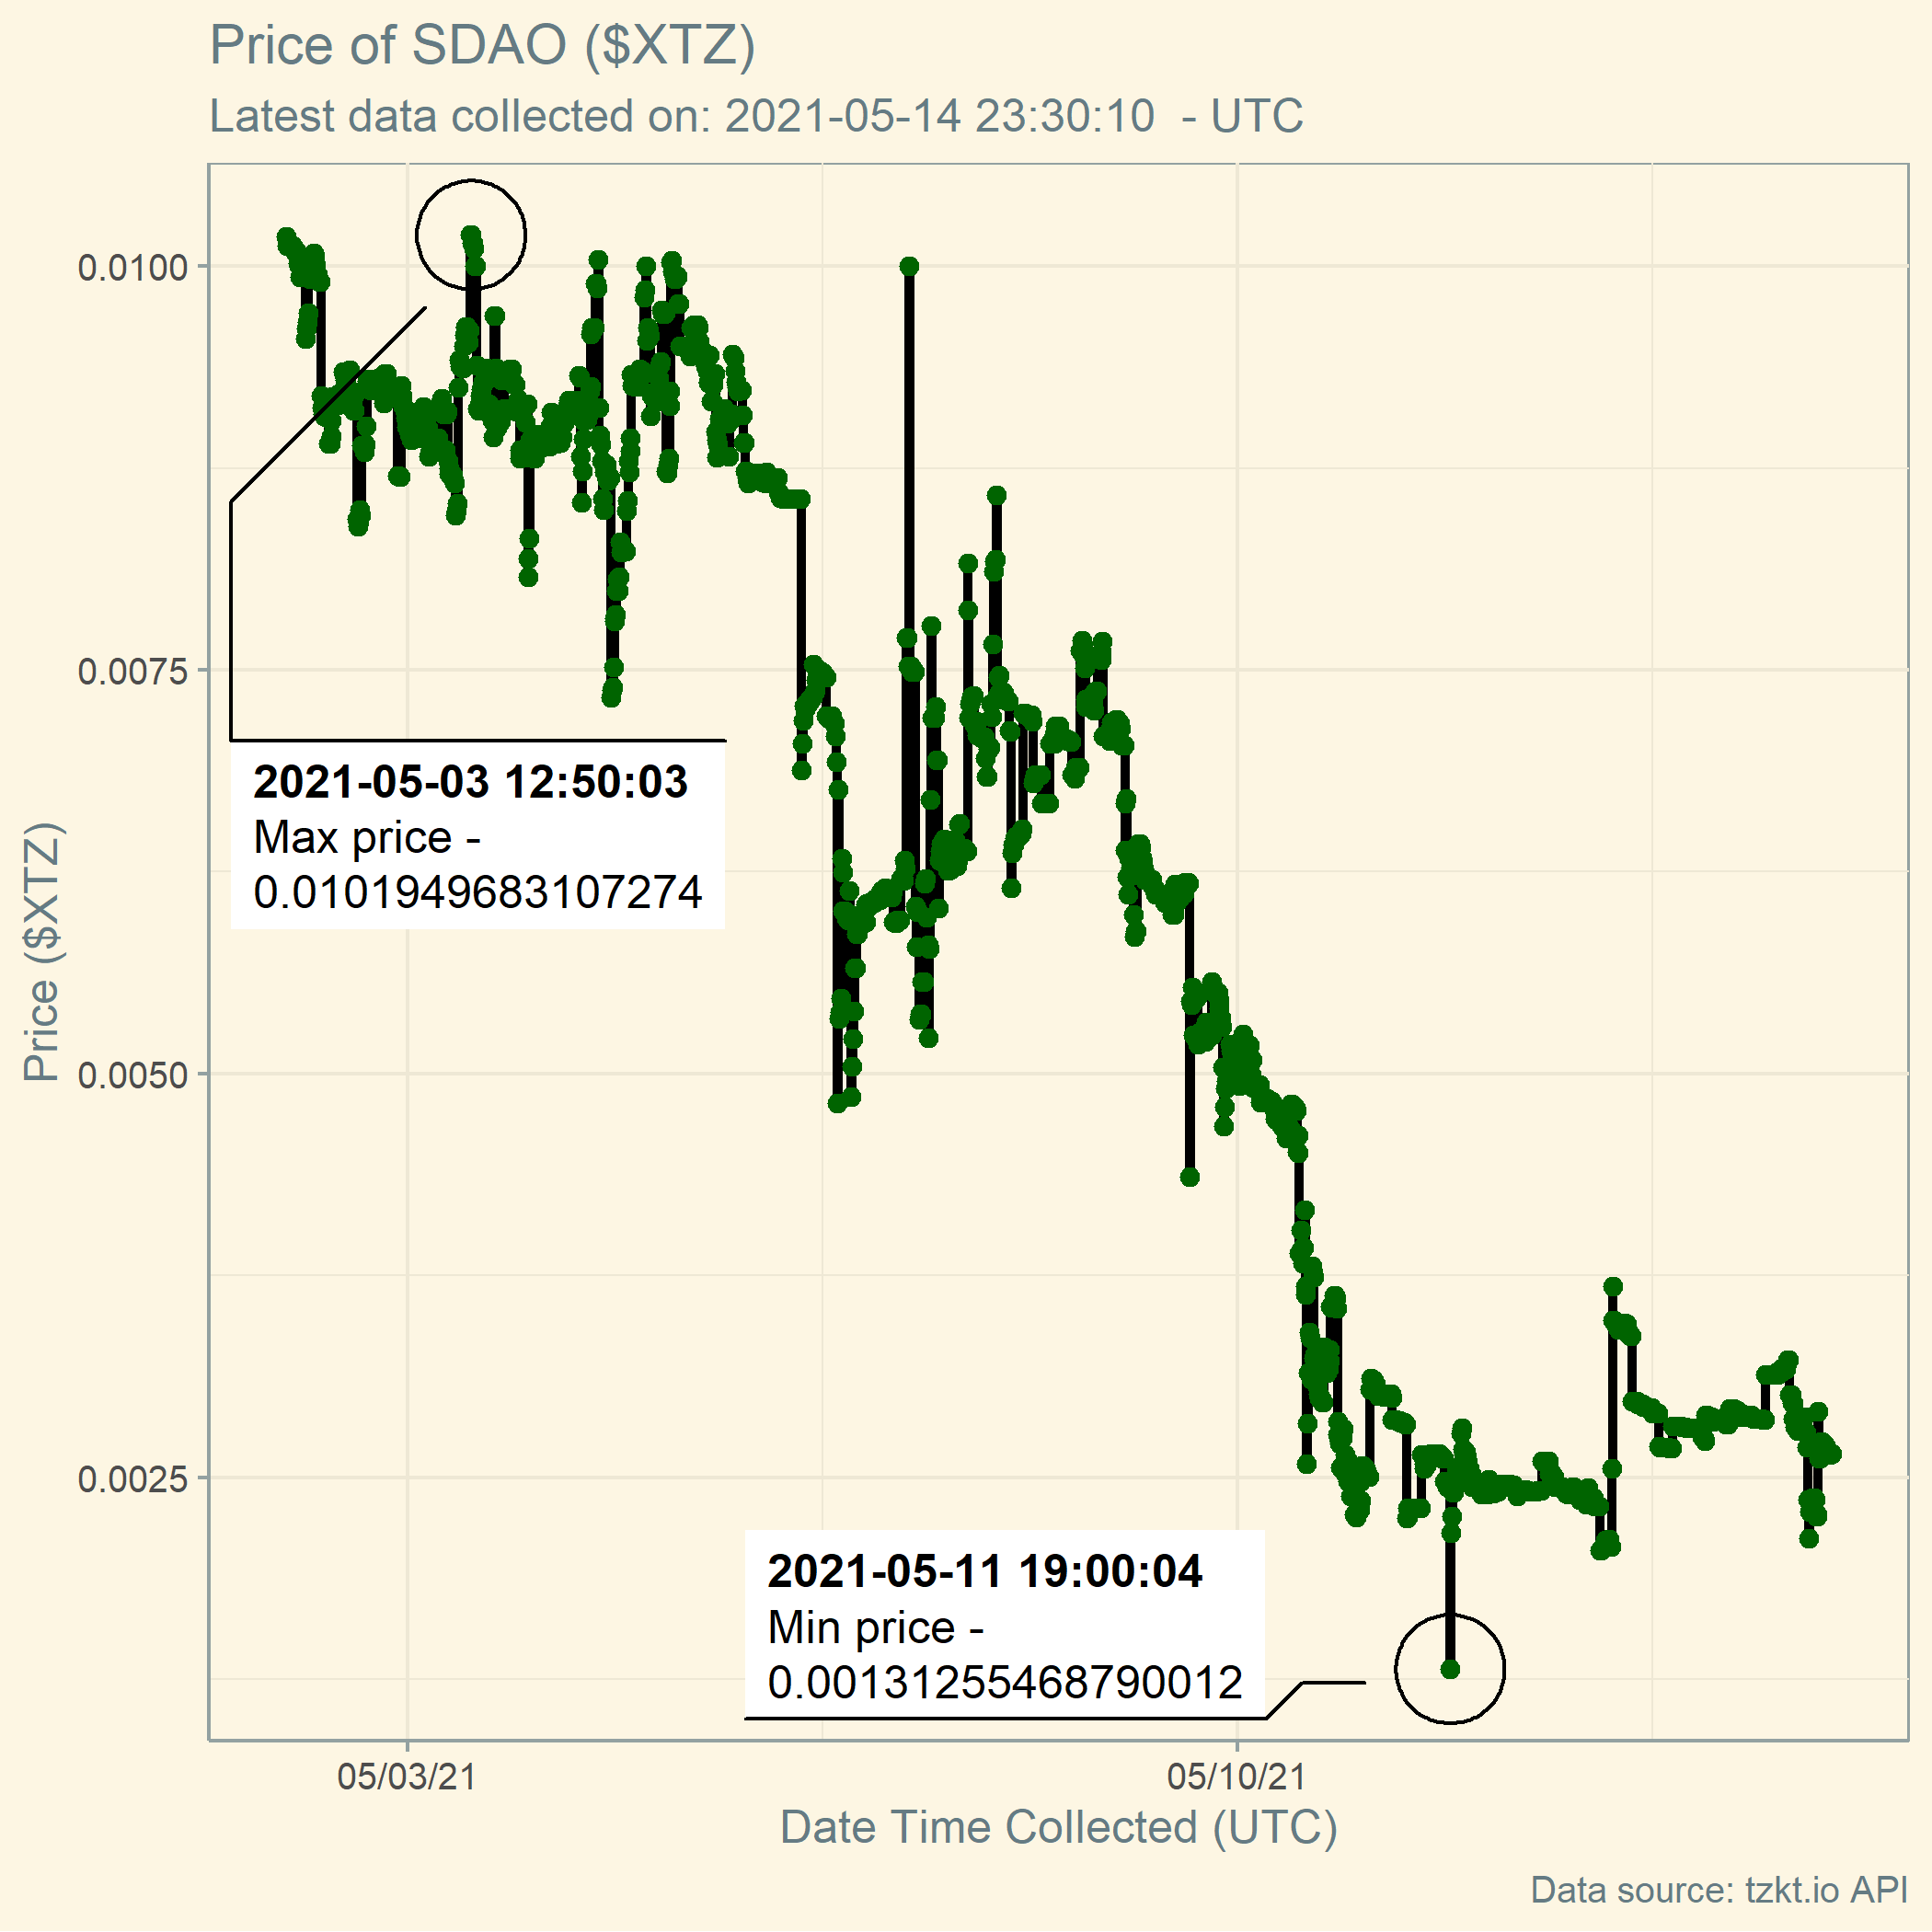 Price of SDAO ($XTZ)
Latest data collected on: 2021-05-14 23:30:10  - UTC
0.0100
0.0075
0.0050
0.0025
Price ($XTZ)
2021-05-03 12:50:03
Max price -
0.0101949683107274
2021-05-11 19:00:04
Min price -
0.00131255468790012
05/03/21
05/10/21
Date Time Collected (UTC)
Data source: tzkt.io API